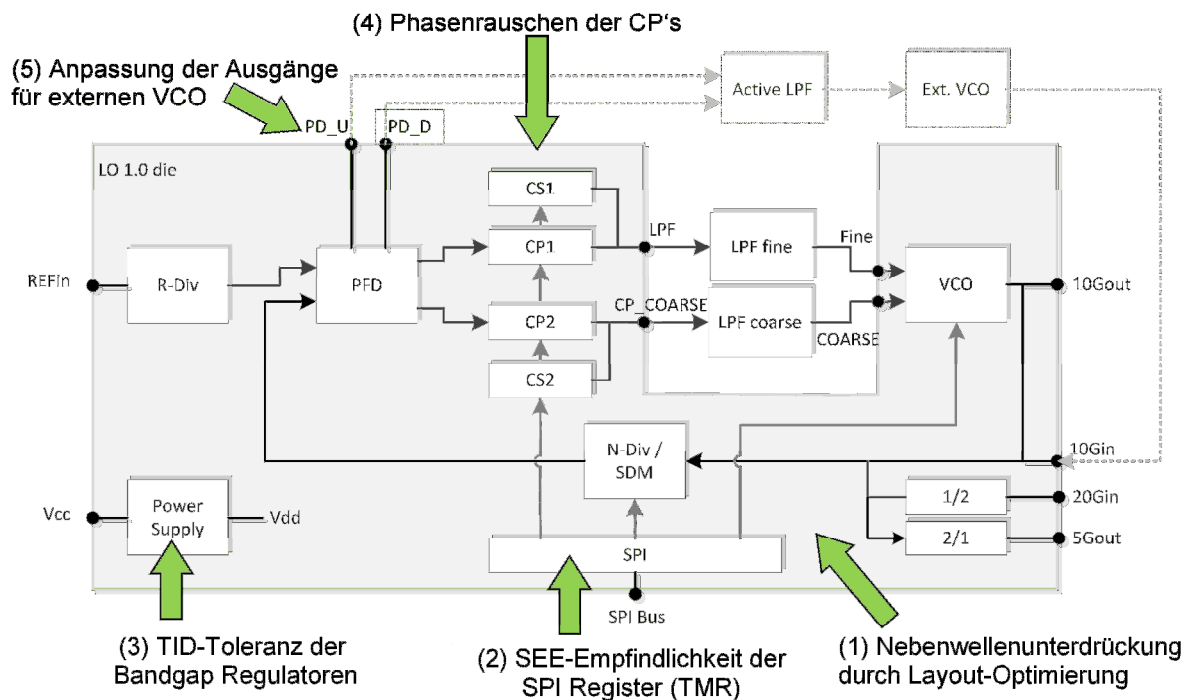 (4) Phasenrauschen der CP‘s
(5) Anpassung der Ausgänge
für externen VCO
Active LPF
Ext. VCO
PD_U
PD_D
LO 1.0 die
CS1
LPF
LPF fine
Fine
CP1
REFin
R-Div
PFD
VCO
10Gout
CP2
CP_COARSE
LPF coarse
COARSE
CS2
N-Div /
SDM
10Gin
1/2
20Gin
Vcc
Power
Supply
Vdd
2/1
5Gout
SPI
SPI Bus
(3) TID-Toleranz der
Bandgap Regulatoren
(2) SEE-Empfindlichkeit der
SPI Register (TMR)
(1) Nebenwellenunterdrückung
durch Layout-Optimierung